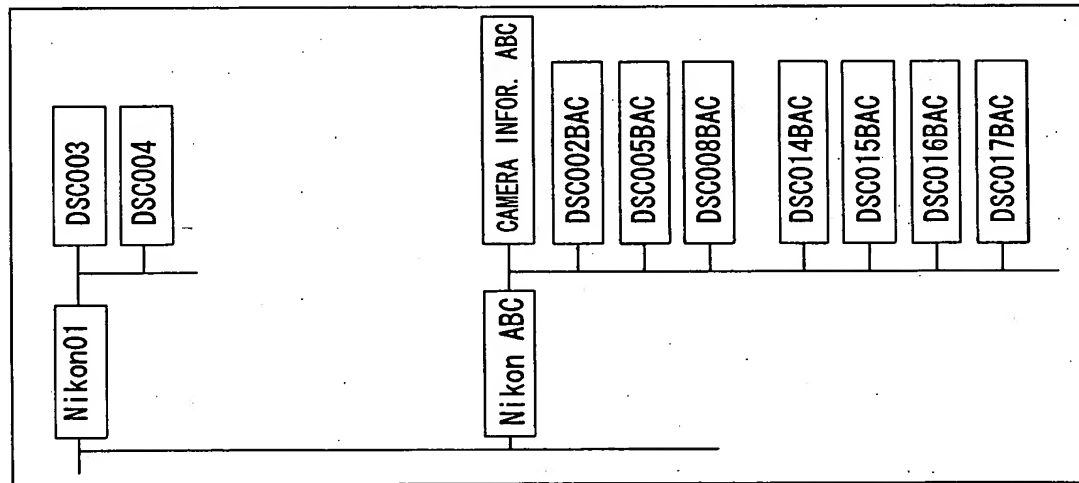 Nikon01
DSC003
DSC004
Nikon ABC
CAMERA INFOR. ABC
DSC002BAC
DSC005BAC
DSC008BAC
DSC014BAC
DSC015BAC
DSC016BAC
DSC017BAC